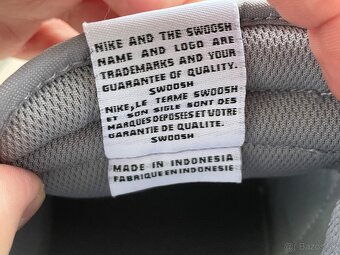 NIKE AND THE SWOOSH
NAME AND LOGO ARE
TRADEMARKS AND YOUR
GUARANTEE OF QUALITY.
SWOOSH
NIKE, LE TERME SWOOSH
ET SON SIGLE SONT DES
MARQUES DEPOSÉES ET VOTRE
GARANTIE DE QUALITE.
SWOOSH
MADE IN INDONESIA
FABRIQUE EN INDONESIE